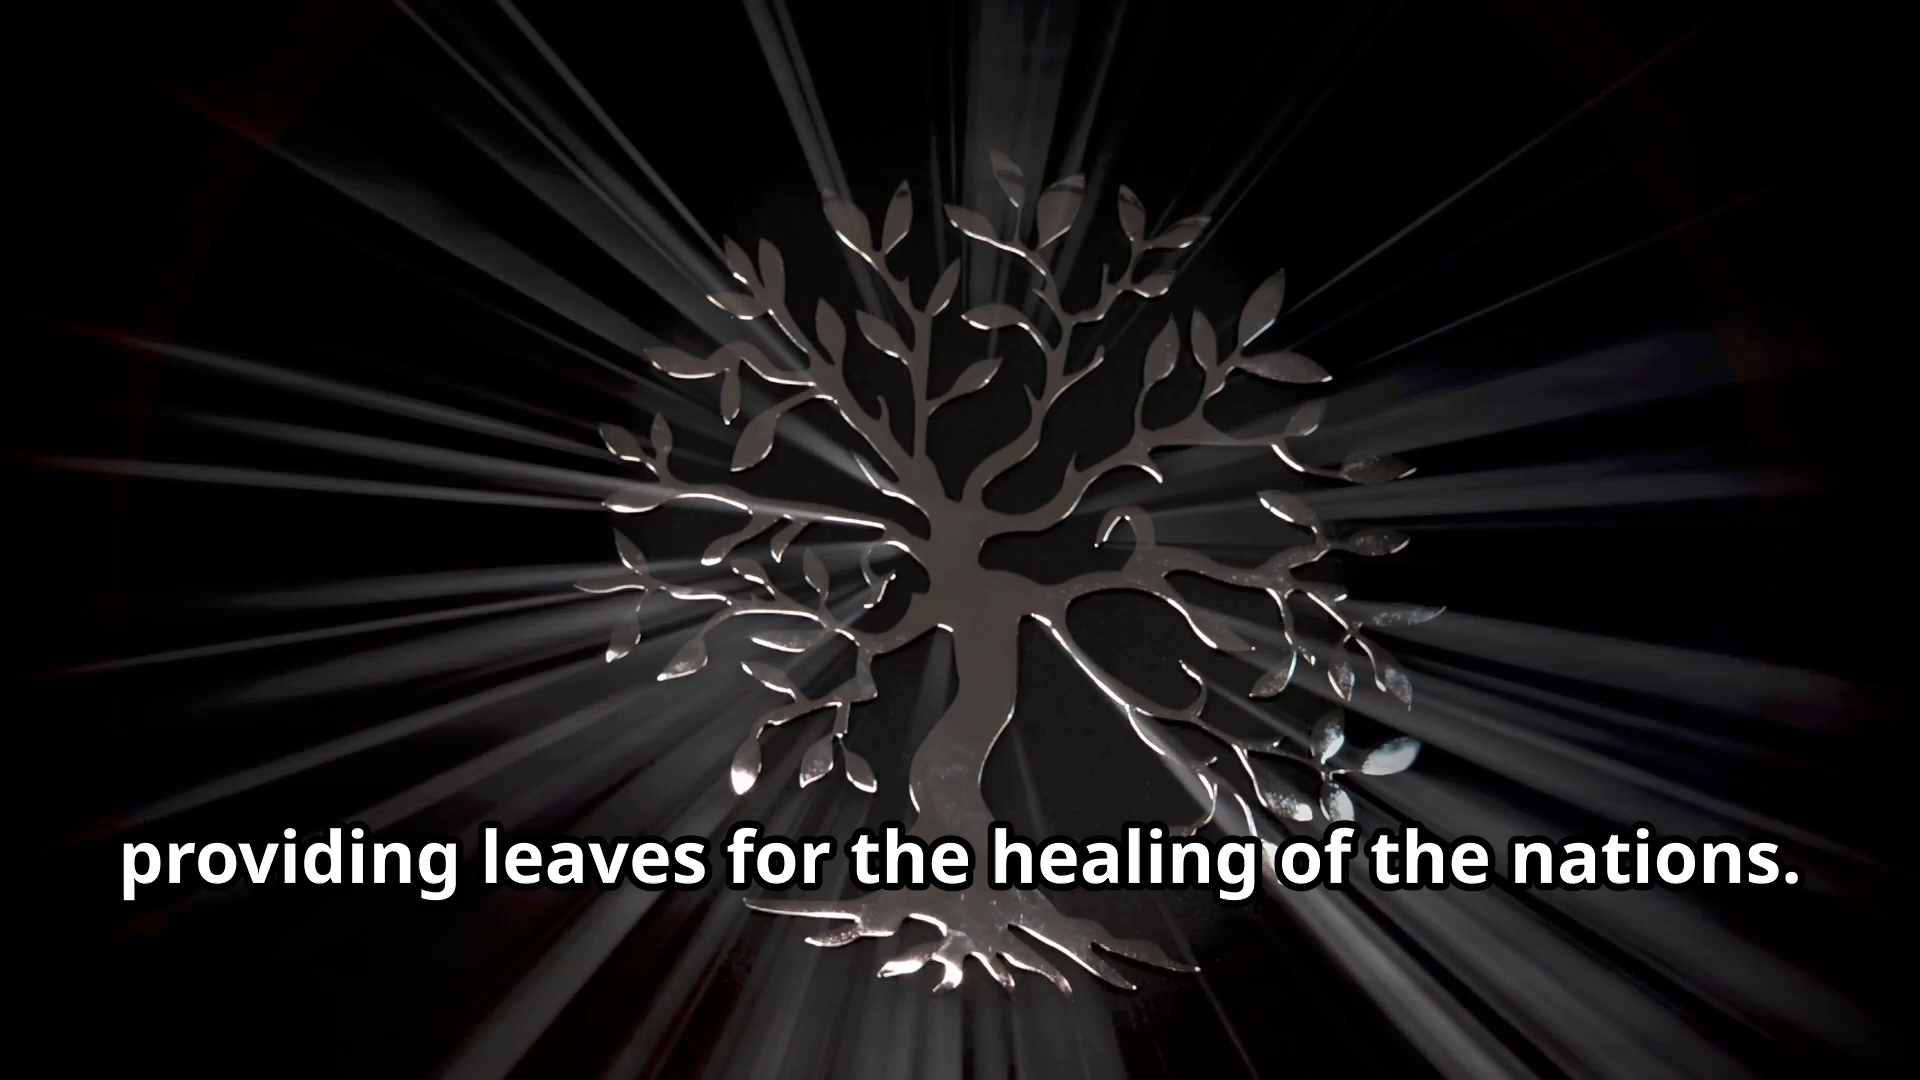 providing leaves for the healing of the nations.